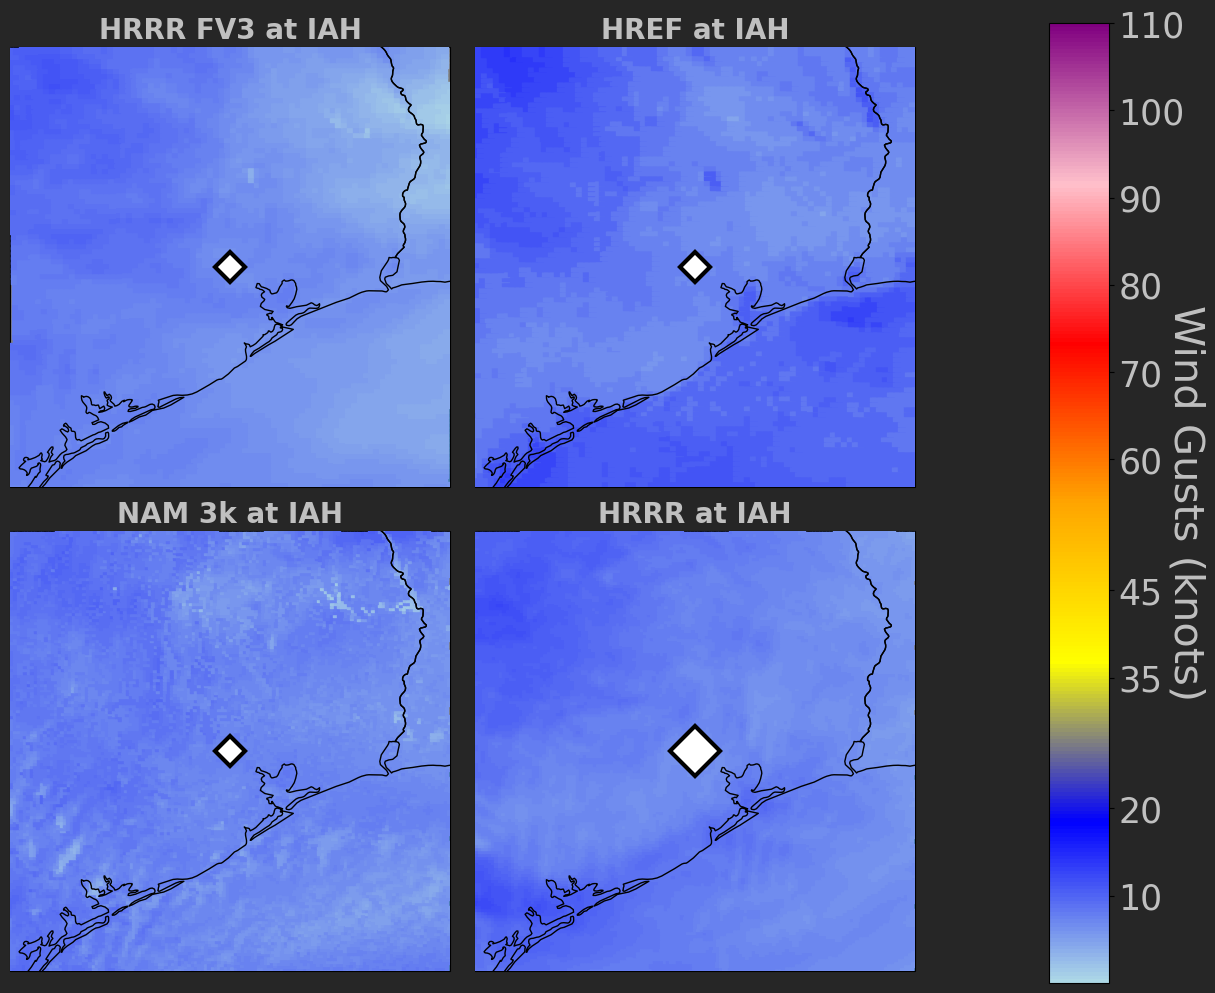 HRRR FV3 at IAH
HREF at IAH
NAM 3k at IAH
HRRR at IAH
110
100
90
80
70
60
45
35
20
10
Wind Gusts (knots)